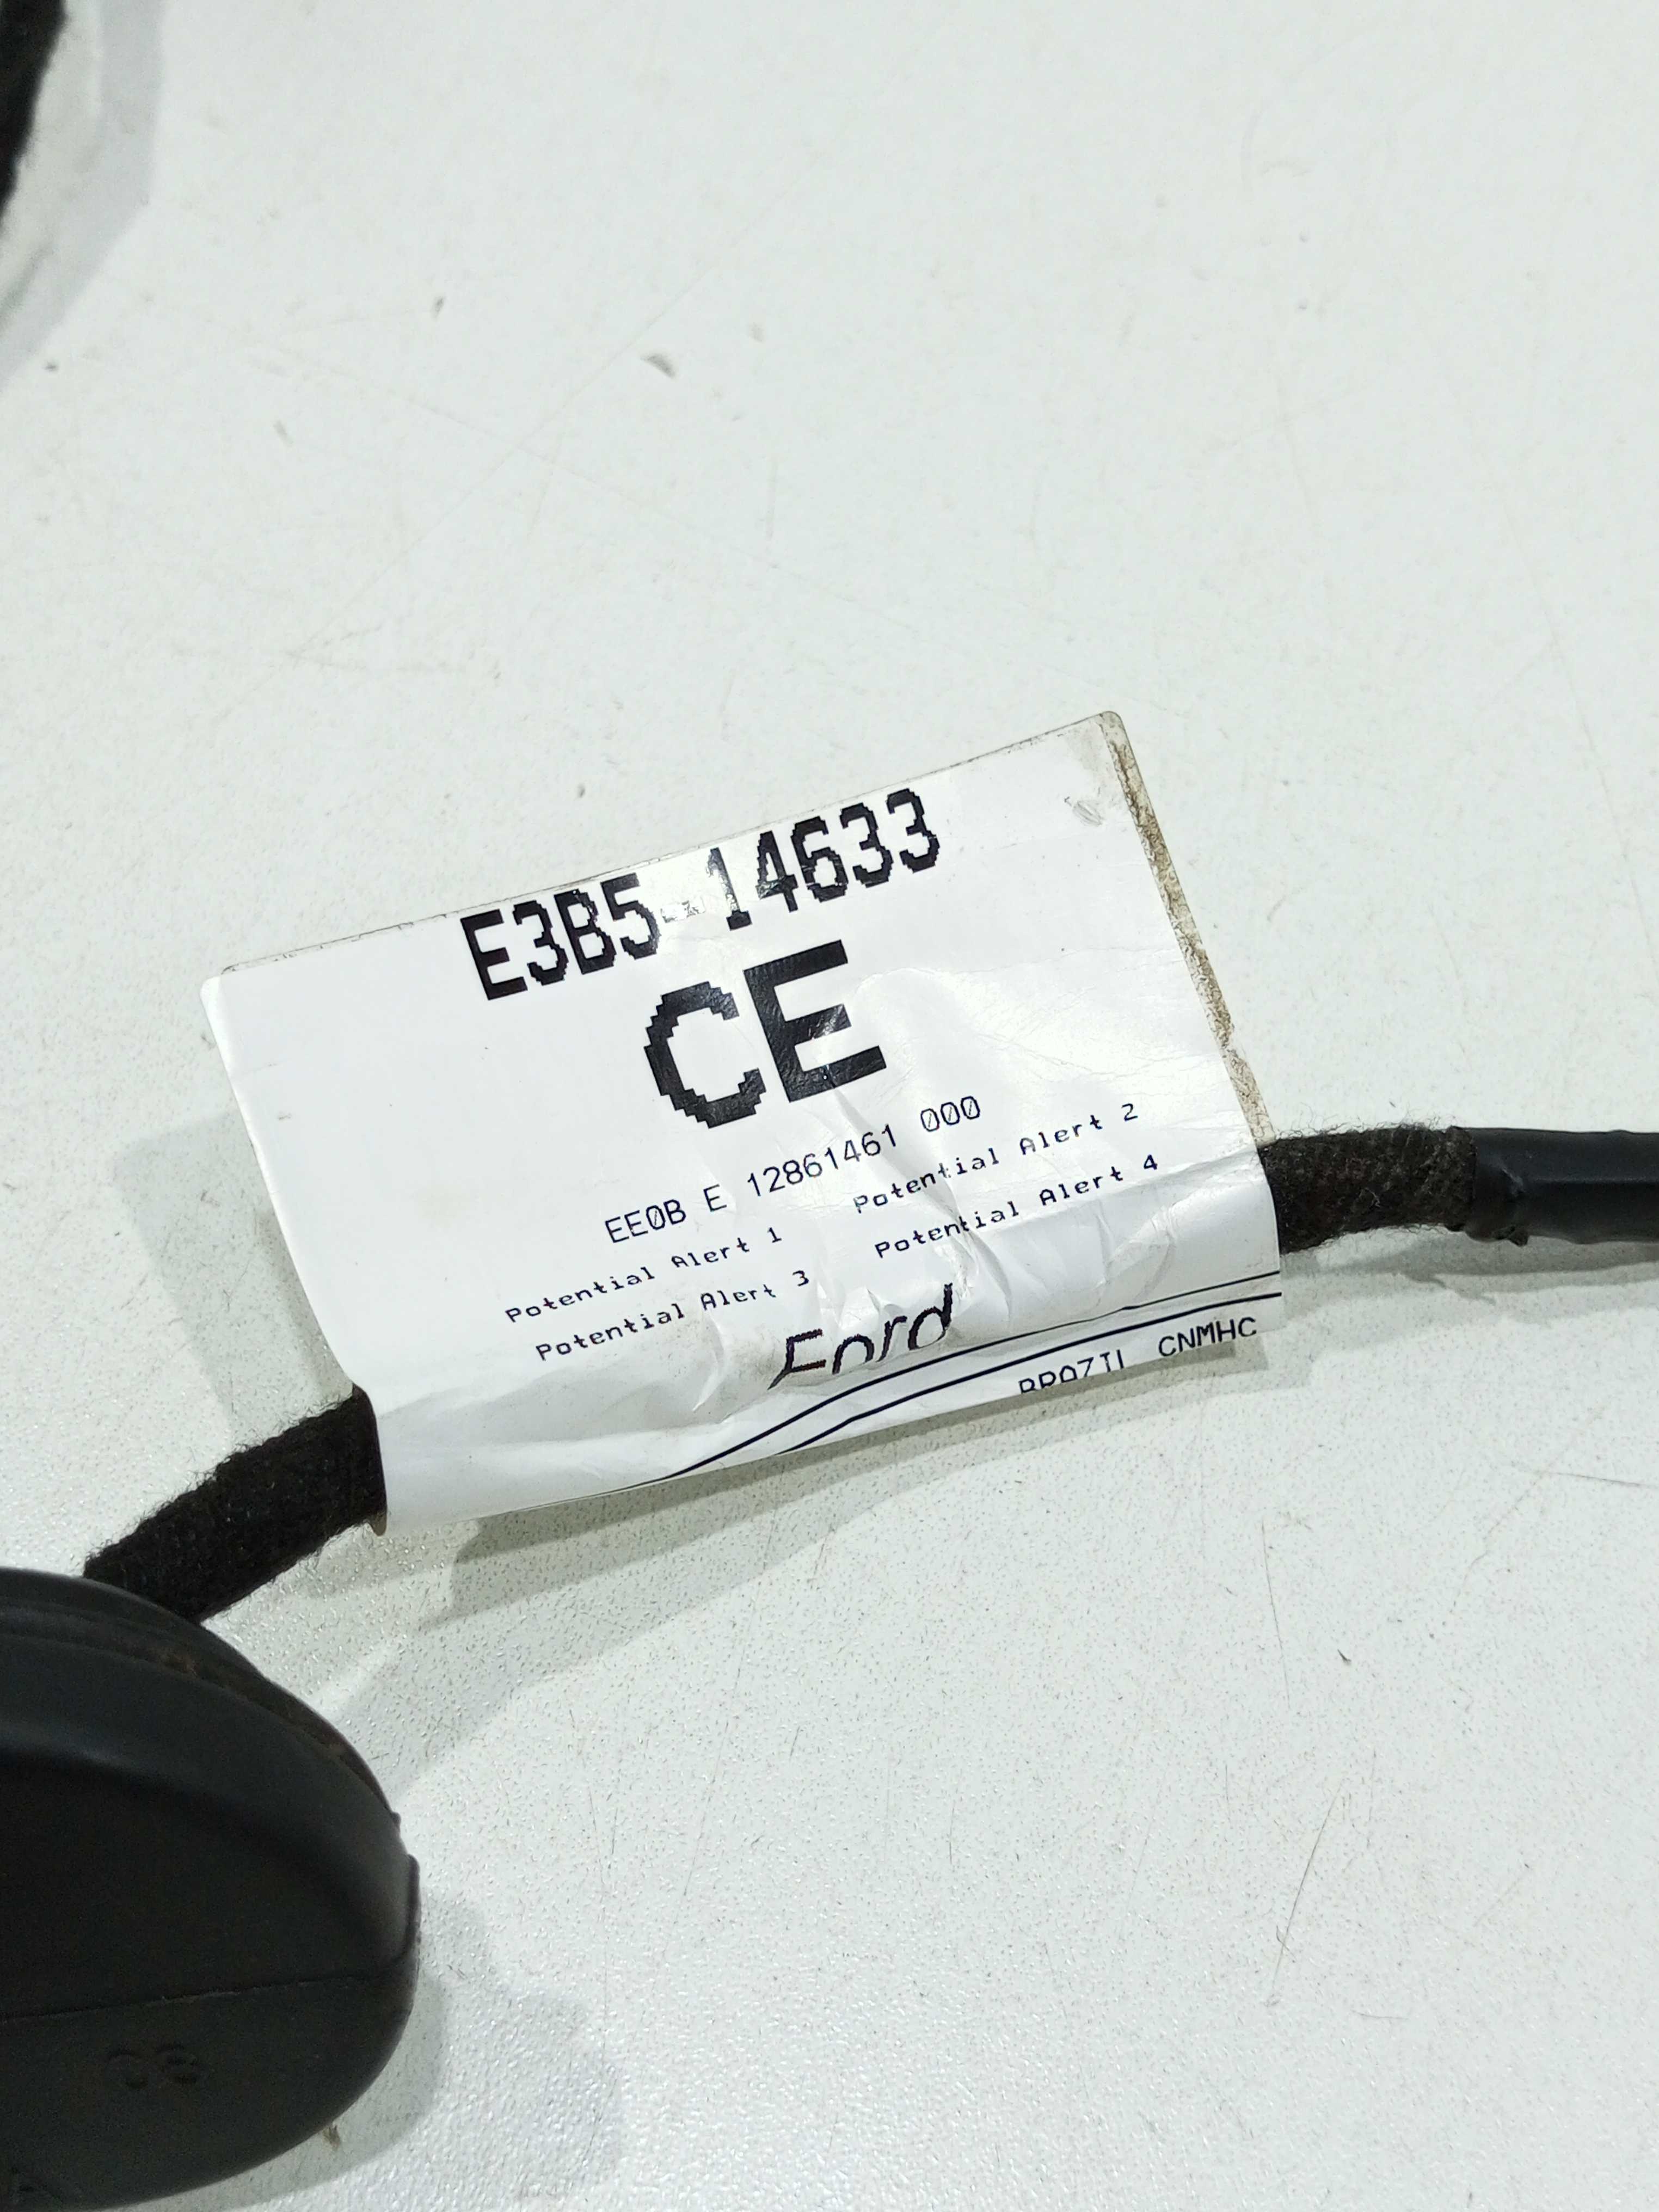 E3B5-14633
CE
EE0B E 12861461 000
Potential Alert 1 Potential Alert 2
Potential Alert 3 Potential Alert 4
Ford
BRAZIL CNMHC